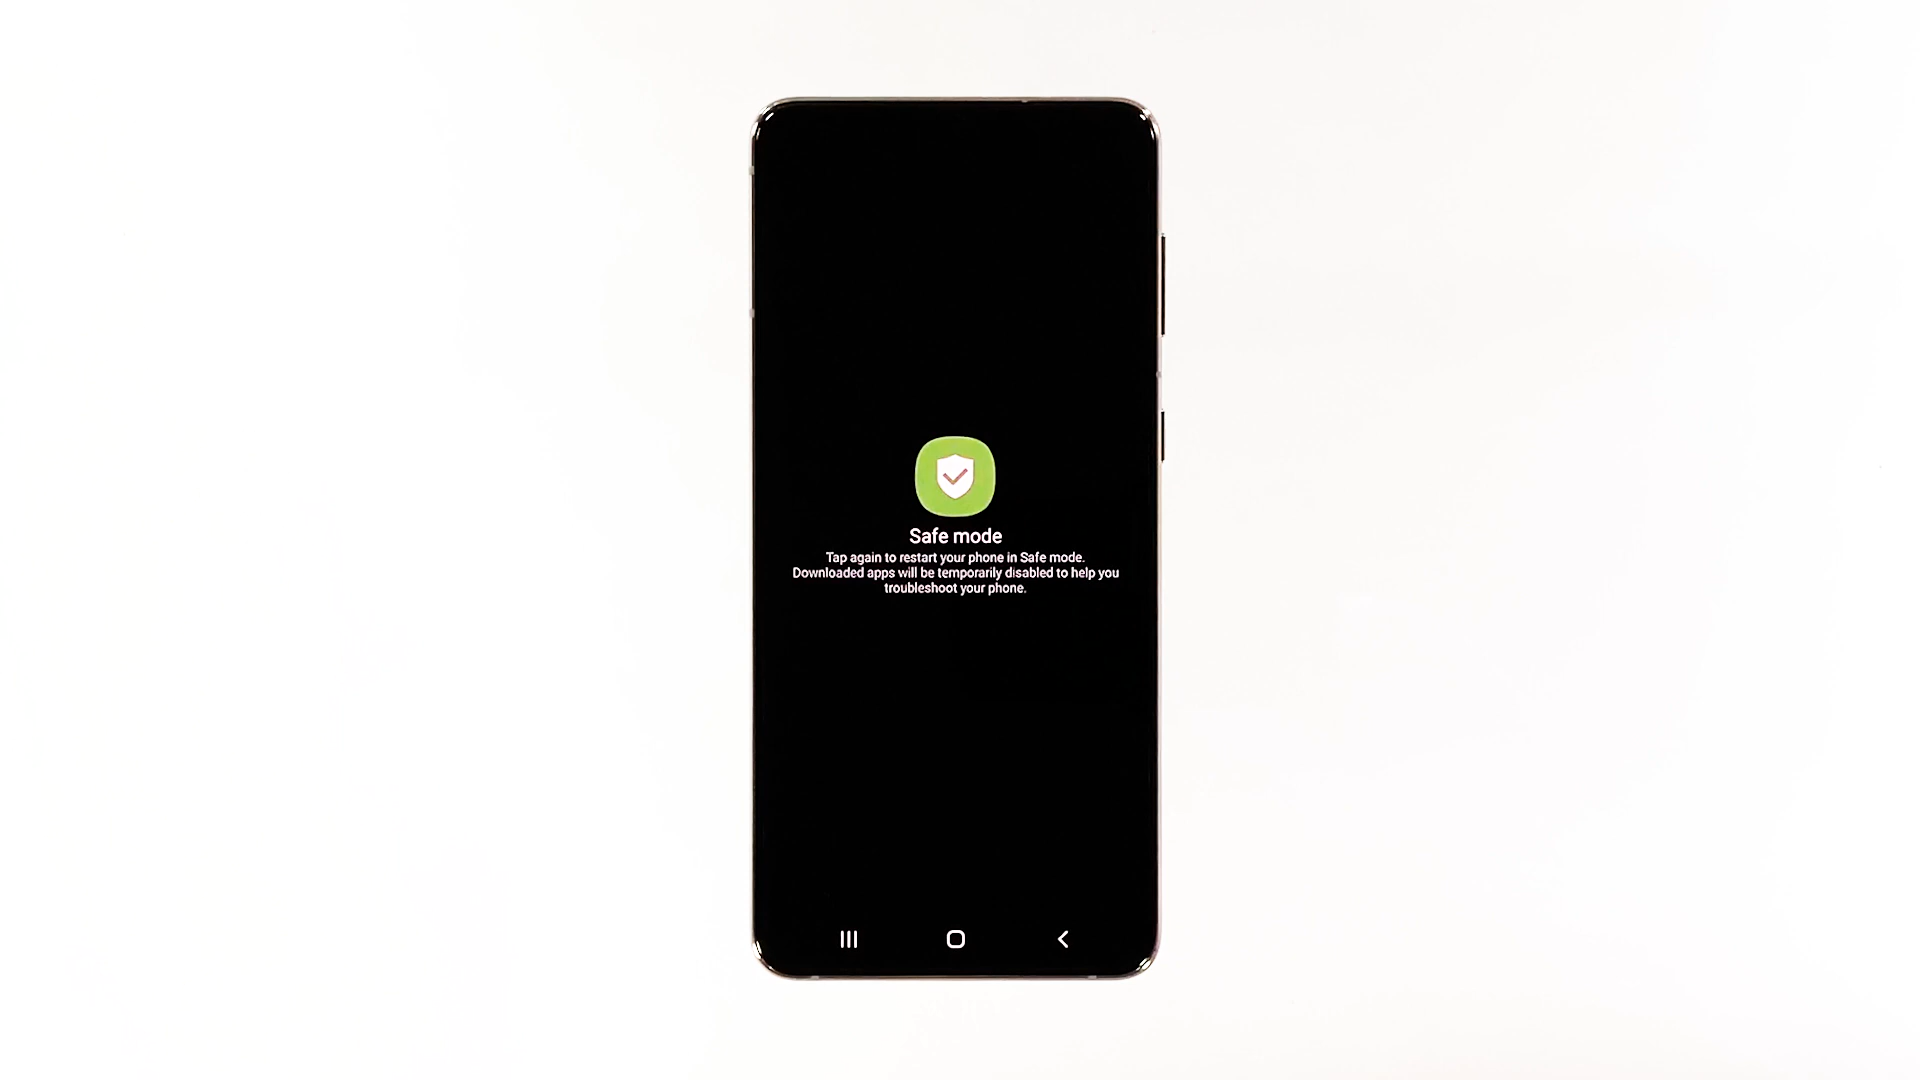 Safe mode
Tap again to restart your phone in Safe mode.
Downloaded apps will be temporarily disabled to help you
troubleshoot your phone.